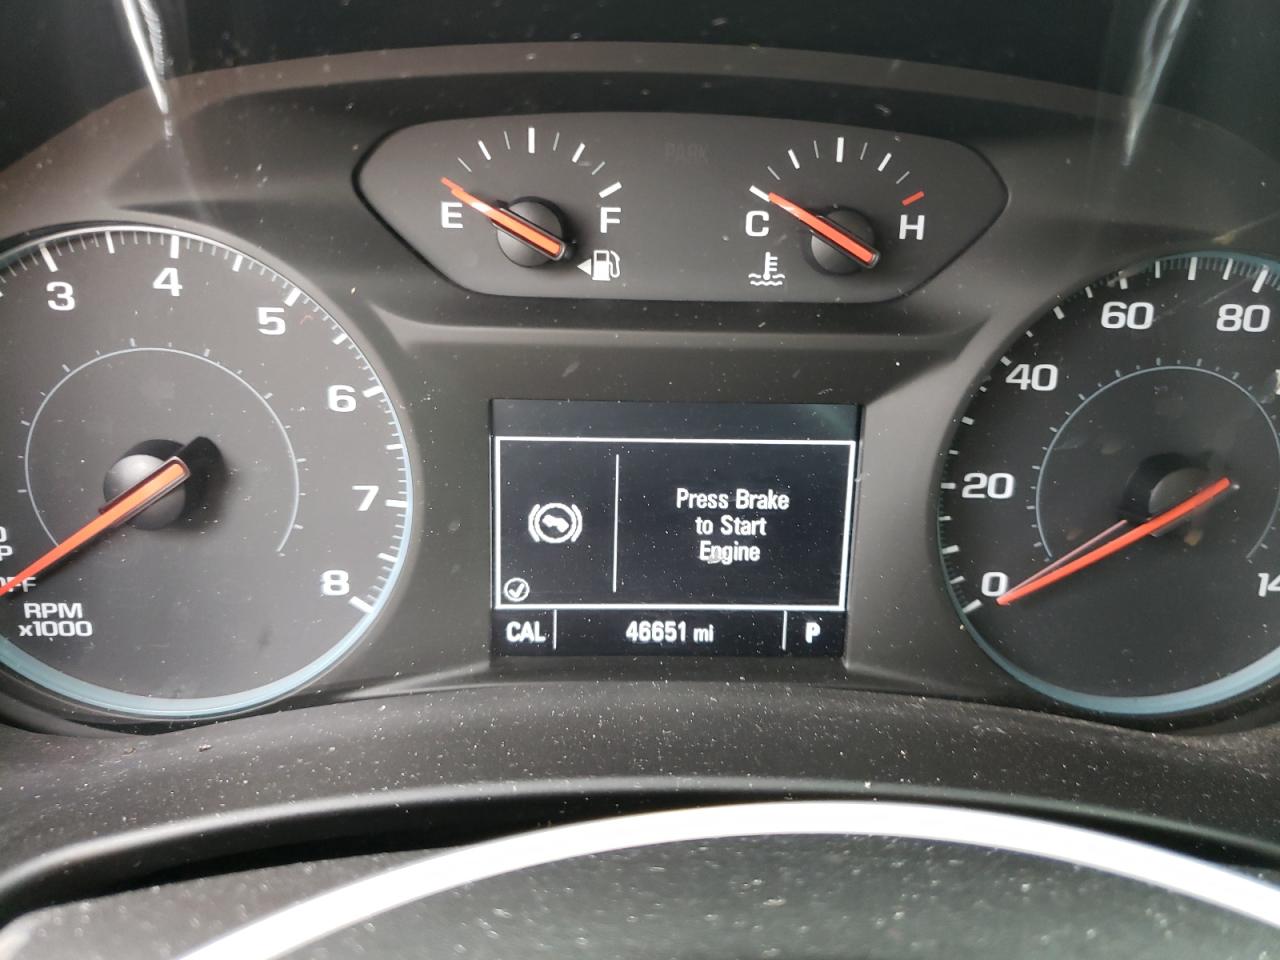 PARK
E
F
C
H
3
4
5
6
7
8
OFF
RPM
x1000
Press Brake
to Start
Engine
CAL
46651 mi
P
0
20
40
60
80